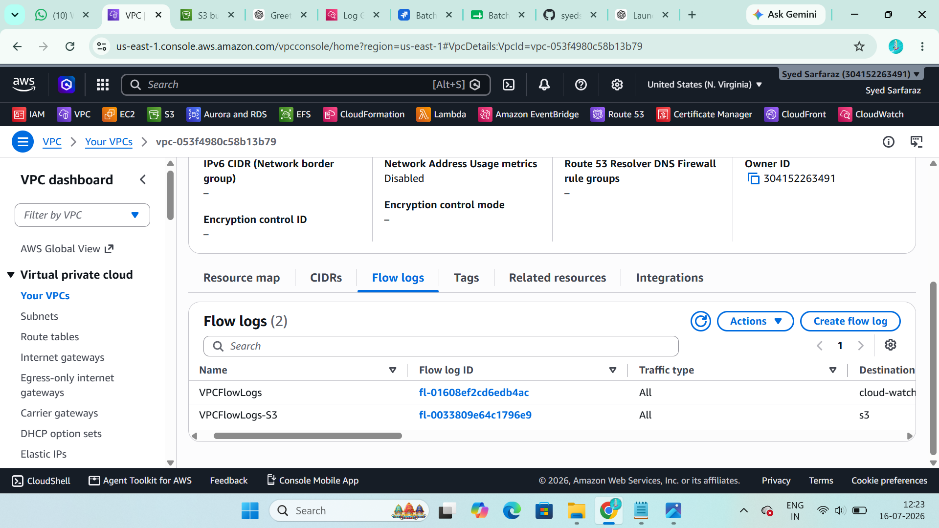 W
VPC |
S3 bu
Greet
Log G
Batch
Batch
syeds
Laun
Ask Gemini
us-east-1.console.aws.amazon.com/vpcconsole/home?region=us-east-1#VpcDetails:VpcId=vpc-053f4980c58b13b79
aws
Search
[Alt+S]
United States (N. Virginia)
Syed Sarfaraz (304152263491)
Syed Sarfaraz
IAM
VPC
EC2
S3
Aurora and RDS
EFS
CloudFormation
Lambda
Amazon EventBridge
Route 53
Certificate Manager
CloudFront
CloudWatch
VPC
Your VPCs
vpc-053f4980c58b13b79
VPC dashboard
Filter by VPC
AWS Global View
Virtual private cloud
Your VPCs
Subnets
Route tables
Internet gateways
Egress-only internet
gateways
Carrier gateways
DHCP option sets
Elastic IPs
IPv6 CIDR (Network border
group)
–
Encryption control ID
–
Network Address Usage metrics
Disabled
Encryption control mode
–
Route 53 Resolver DNS Firewall
rule groups
–
Owner ID
304152263491
Resource map
CIDRs
Flow logs
Tags
Related resources
Integrations
Flow logs (2)
Actions
Create flow log
Search
1
Name
Flow log ID
Traffic type
Destination
VPCFlowLogs
fl-01608ef2cd6edb4ac
All
cloud-watch
VPCFlowLogs-S3
fl-0033809e64c1796e9
All
s3
CloudShell
Agent Toolkit for AWS
Feedback
Console Mobile App
© 2026, Amazon Web Services, Inc. or its affiliates.
Privacy
Terms
Cookie preferences
Search
ENG
IN
12:23
16-07-2026